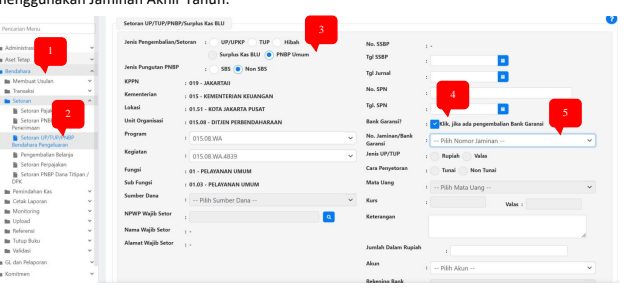 menggunakan Jaminan Akhir Tahun.
Pencarian Menu
Administras
Aset Tetap
Bendahara
Membuat Usulan
Transaksi
Setoran
Setoran Pajak
Setoran PNBP
Penerimaan
Setoran UP/TUP/PNBP
Bendahara Pengeluaran
Pengembalian Belanja
Setoran Perpajakan
Setoran PNBP Dana Titipan /
DPK
Pemindahan Kas
Cetak Laporan
Monitoring
Upload
Referensi
Tutup Buku
Validasi
GL dan Pelaporan
Komitmen
1
2
Setoran UP/TUP/PNBP/Surplus Kas BLU
?
3
Jenis Pengembalian/Setoran : UP/UPKP TUP Hibah
Surplus Kas BLU PNBP Umum
Jenis Pungutan PNBP : SBS Non SBS
KPPN : 019 - JAKARTAII
Kementerian : 015 - KEMENTERIAN KEUANGAN
Lokasi : 01.51 - KOTA JAKARTA PUSAT
Unit Organisasi : 015.08 - DITJEN PERBENDAHARAAN
Program : 015.08.WA
Kegiatan : 015.08.WA.4839
Fungsi : 01 - PELAYANAN UMUM
Sub Fungsi : 01.03 - PELAYANAN UMUM
Sumber Dana : -- Pilih Sumber Dana --
NPWP Wajib Setor :
Nama Wajib Setor : -
Alamat Wajib Setor : -
No. SSBP : -
Tgl SSBP :
Tgl Jurnal :
No. SPN :
Tgl. SPN :
4
5
Bank Garansi? : Klik, jika ada pengembalian Bank Garansi
No. Jaminan/Bank
Garansi : -- Pilih Nomor Jaminan --
Jenis UP/TUP : Rupiah Valas
Cara Penyetoran : Tunai Non Tunai
Mata Uang : -- Pilih Mata Uang --
Kurs : Valas :
Keterangan
Jumlah Dalam Rupiah :
Akun : -- Pilih Akun --
Rekening Bank